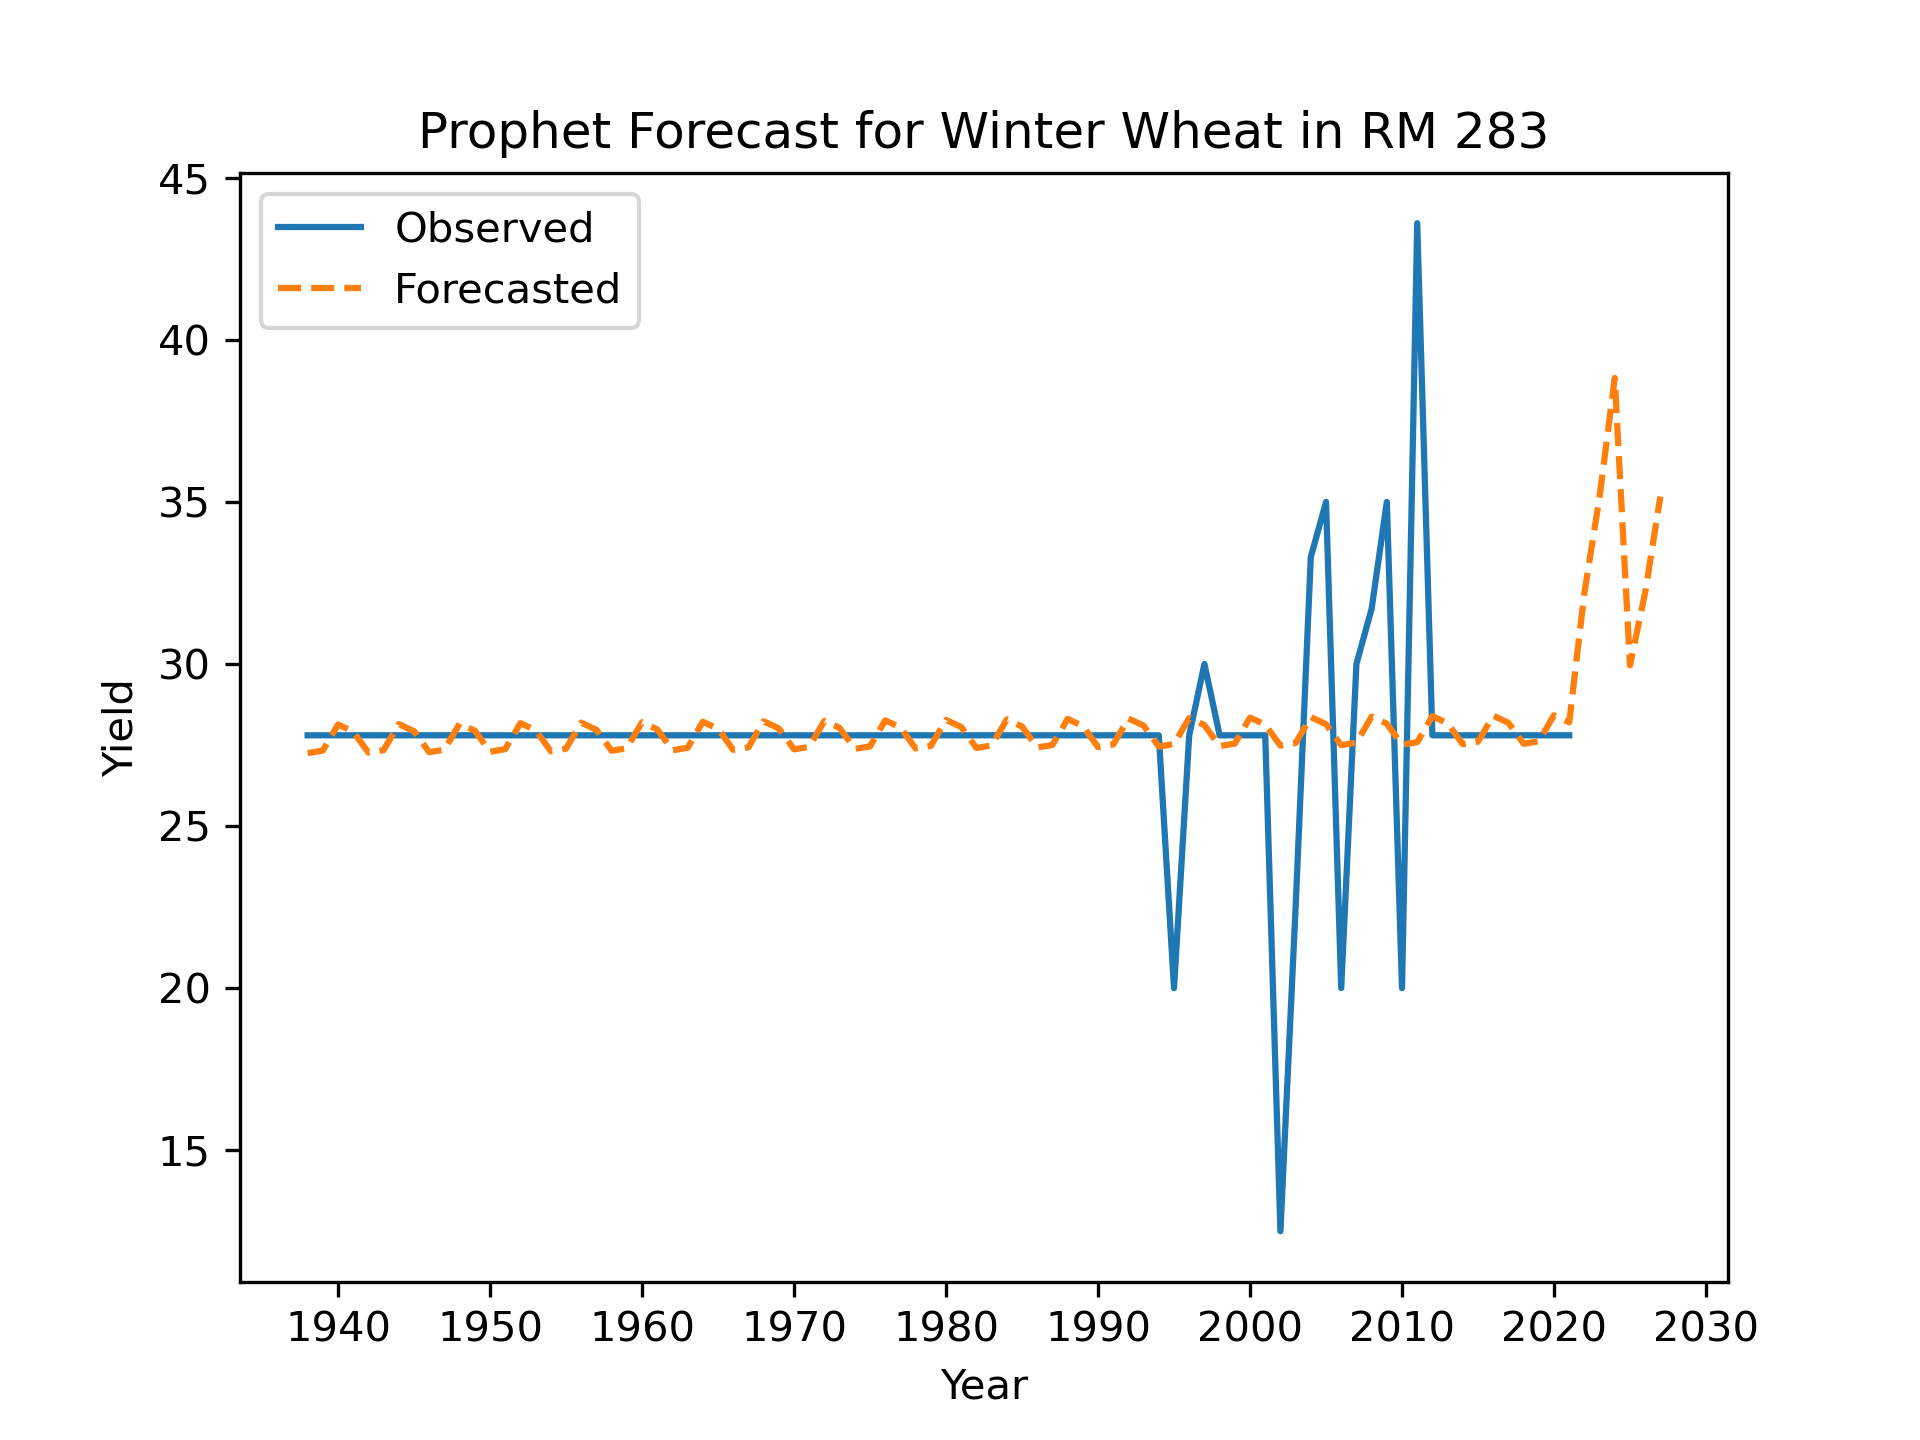 Prophet Forecast for Winter Wheat in RM 283
Observed
Forecasted
45
40
35
30
25
20
15
Yield
1940 1950 1960 1970 1980 1990 2000 2010 2020 2030
Year